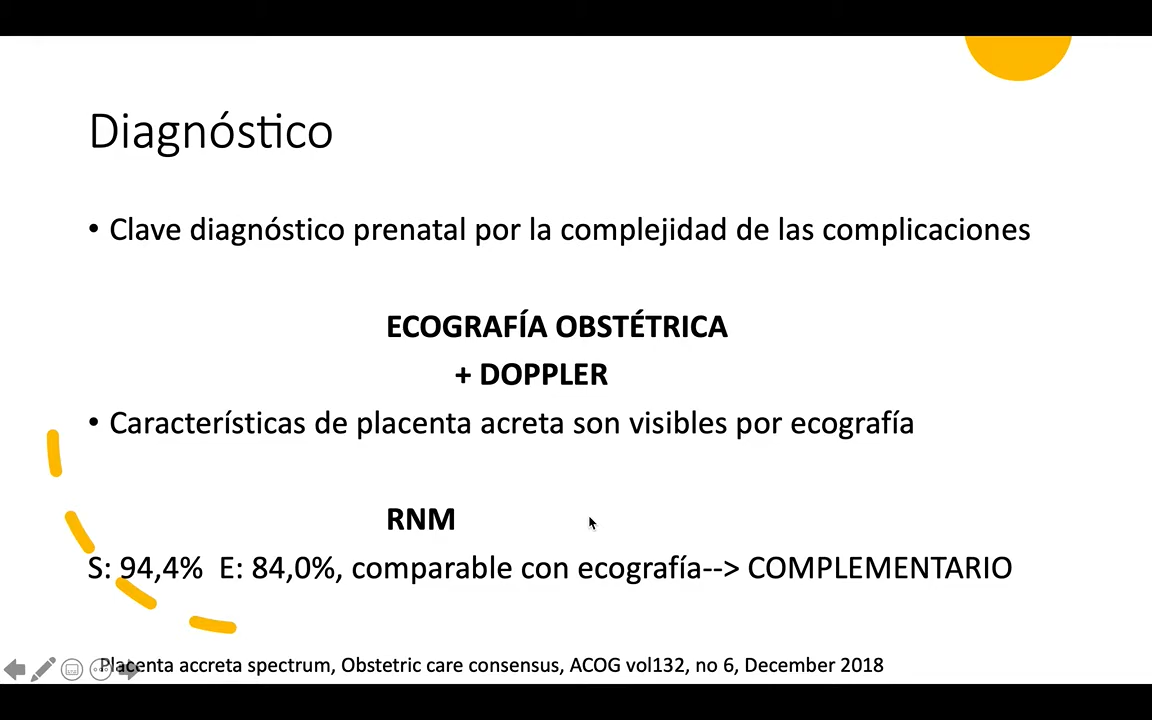 Diagnóstico
• Clave diagnóstico prenatal por la complejidad de las complicaciones
ECOGRAFÍA OBSTÉTRICA
+ DOPPLER
• Características de placenta acreta son visibles por ecografía
RNM
S: 94,4% E: 84,0%, comparable con ecografía--> COMPLEMENTARIO
Placenta accreta spectrum, Obstetric care consensus, ACOG vol132, no 6, December 2018